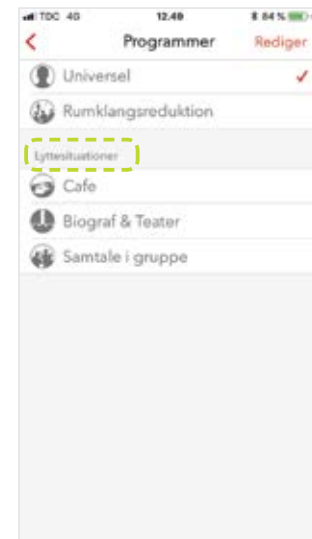 TDC 4G 12.49 84 %
Programmer Rediger
Universel
Rumklangsreduktion
Lyttesituationer
Cafe
Biograf & Teater
Samtale i gruppe